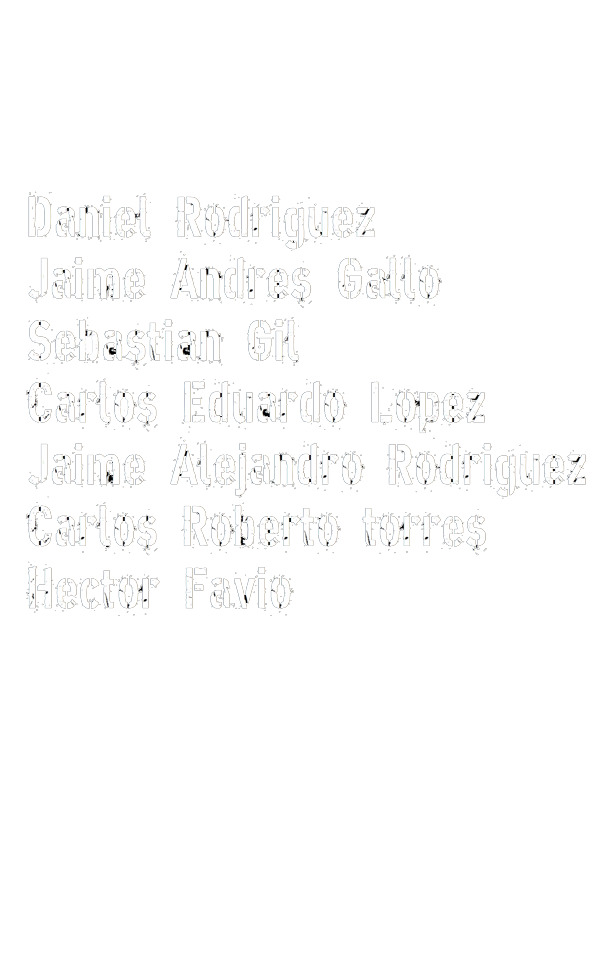 Daniel Rodriguez
Jaime Andres Gallo
Sebastian Gil
Carlos Eduardo Lopez
Jaime Alejandro Rodriguez
Carlos Roberto torres
Hector Favio